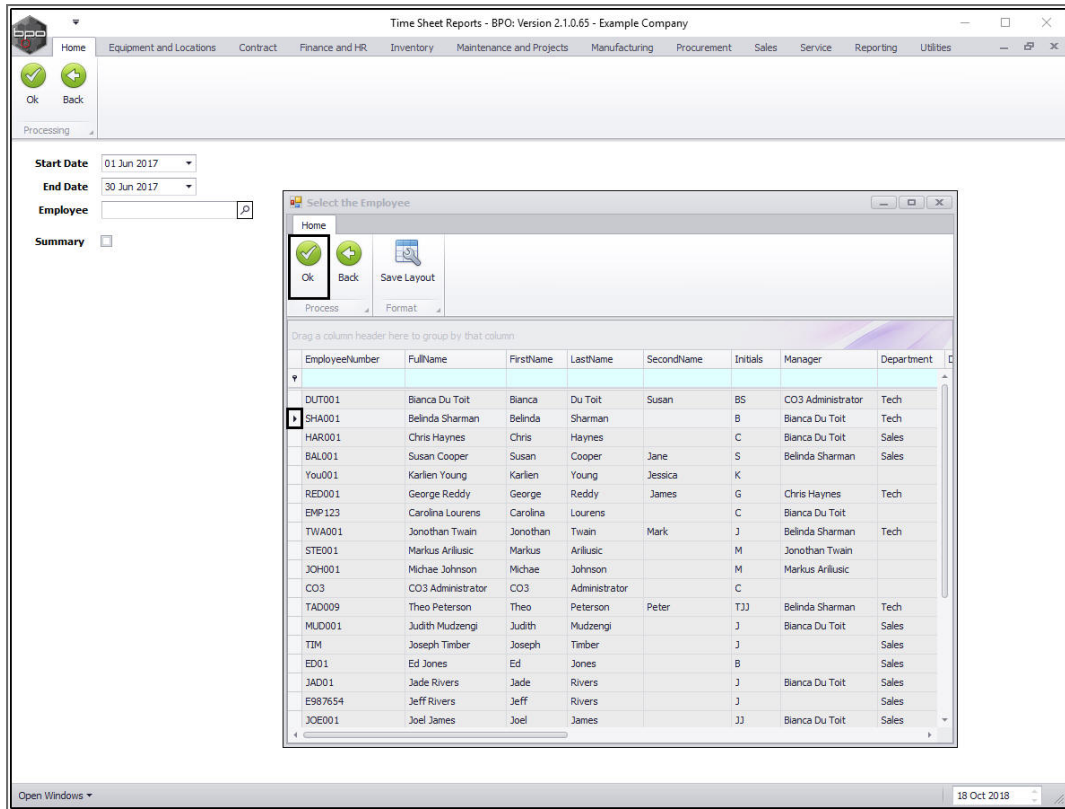 Time Sheet Reports - BPO: Version 2.1.0.65 - Example Company
bpo
Home Equipment and Locations Contract Finance and HR Inventory Maintenance and Projects Manufacturing Procurement Sales Service Reporting Utilities
Ok Back
Processing
Start Date 01 Jun 2017
End Date 30 Jun 2017
Employee
Summary
Select the Employee
Home
Ok Back Save Layout
Process Format
Drag a column header here to group by that column
EmployeeNumber FullName FirstName LastName SecondName Initials Manager Department
DUT001 Bianca Du Toit Bianca Du Toit Susan BS CO3 Administrator Tech
SHA001 Belinda Sharman Belinda Sharman B Bianca Du Toit Tech
HAR001 Chris Haynes Chris Haynes C Bianca Du Toit Sales
BAL001 Susan Cooper Susan Cooper Jane S Belinda Sharman Sales
You001 Karlien Young Karlien Young Jessica K
RED001 George Reddy George Reddy James G Chris Haynes Tech
EMP123 Carolina Lourens Carolina Lourens C Bianca Du Toit
TWA001 Jonothan Twain Jonothan Twain Mark J Belinda Sharman Tech
STE001 Markus Ariliusic Markus Ariliusic M Jonothan Twain
JOH001 Michae Johnson Michae Johnson M Markus Ariliusic
CO3 CO3 Administrator CO3 Administrator C
TAD009 Theo Peterson Theo Peterson Peter TJJ Belinda Sharman Tech
MUD001 Judith Mudzengi Judith Mudzengi J Bianca Du Toit Sales
TIM Joseph Timber Joseph Timber J Sales
ED01 Ed Jones Ed Jones B Sales
JAD01 Jade Rivers Jade Rivers J Bianca Du Toit Sales
E987654 Jeff Rivers Jeff Rivers J Sales
JOE001 Joel James Joel James JJ Bianca Du Toit Sales
Open Windows 18 Oct 2018